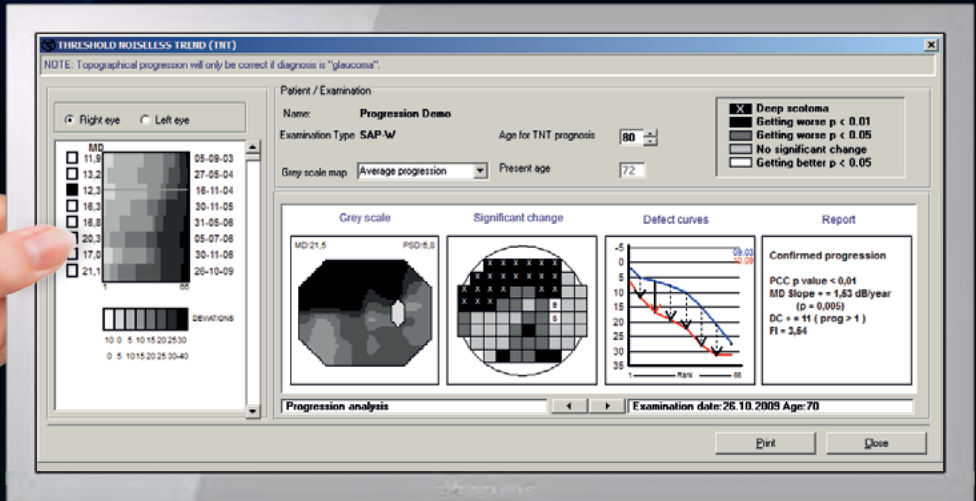 THRESHOLD NOISELESS TREND (TNT)
NOTE: Topographical progression will only be correct if diagnosis is "glaucoma".
Right eye Left eye
MD
11,9 05-09-03
13,2 27-05-04
12,3 16-11-04
16,3 30-11-05
16,8 31-05-06
20,3 05-07-06
17,0 30-11-06
21,1 26-10-09
1 66
DEVIATIONS
10 0 5 10 15 20 25 30
0 5 10 15 20 25 30-40
Patient / Examination
Name: Progression Demo
Examination Type SAP-W
Age for TNT prognosis 80
Grey scale map Average progression
Present age 72
X Deep scotoma
Getting worse p < 0.01
Getting worse p < 0.05
No significant change
Getting better p < 0.05
Grey scale
MD:21,5 PSD:6,8
Significant change
X X X X X X
X X X X X X X
X X X X
X X X
B
S
Defect curves
-5
0
5
10
15
20
25
30
35
09.03
10.09
1 Rank 66
Report
Confirmed progression
PCC p value < 0,01
MD Slope + = 1,53 dB/year
(p = 0,005)
DC + = 11 ( prog > 1 )
FI = 3,54
Progression analysis
Examination date:26.10.2009 Age:70
Print
Close